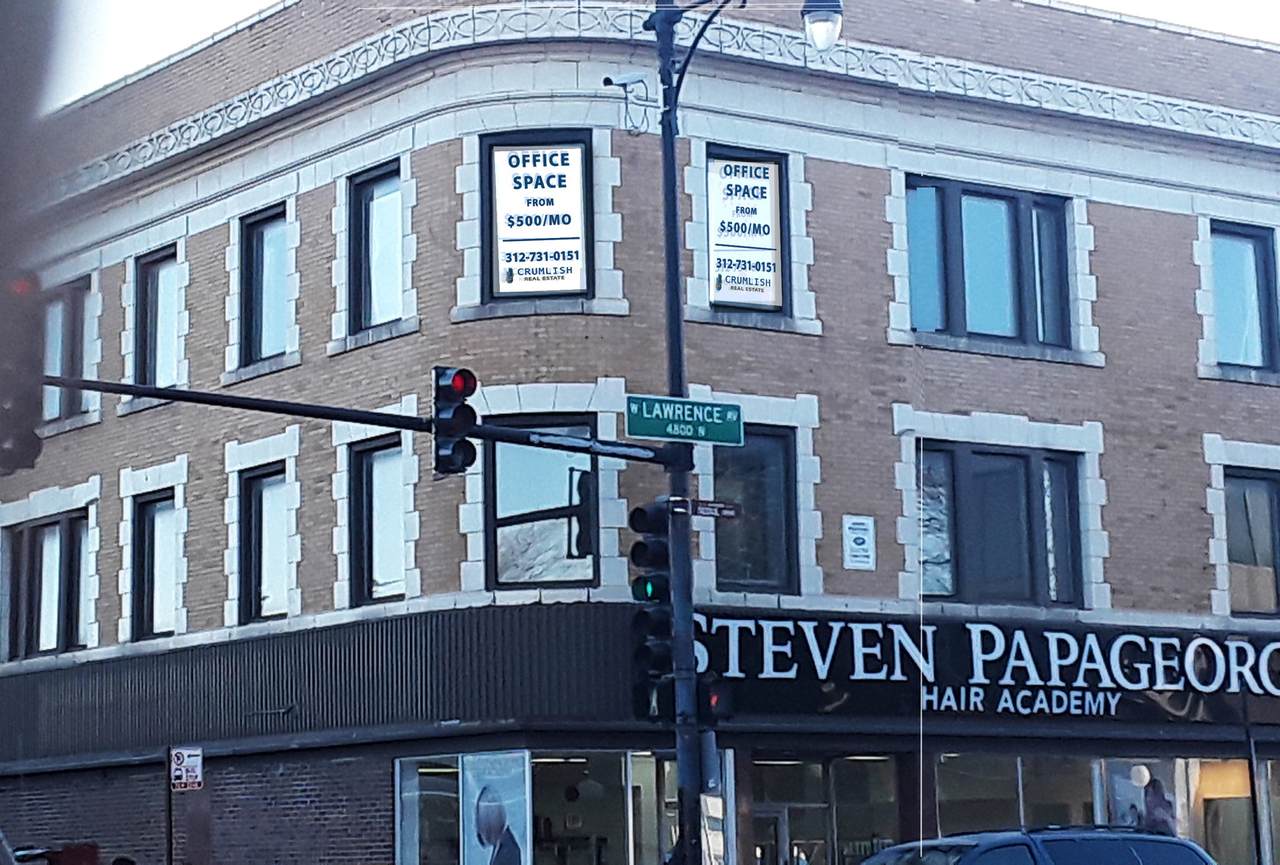 OFFICE
SPACE
FROM
$500/MO
312-731-0151
CRUMLISH
REAL ESTATE
OFFICE
SPACE
FROM
$500/MO
312-731-0151
CRUMLISH
REAL ESTATE
W LAWRENCE AV
4800 N
STEVEN PAPAGEORG
HAIR ACADEMY